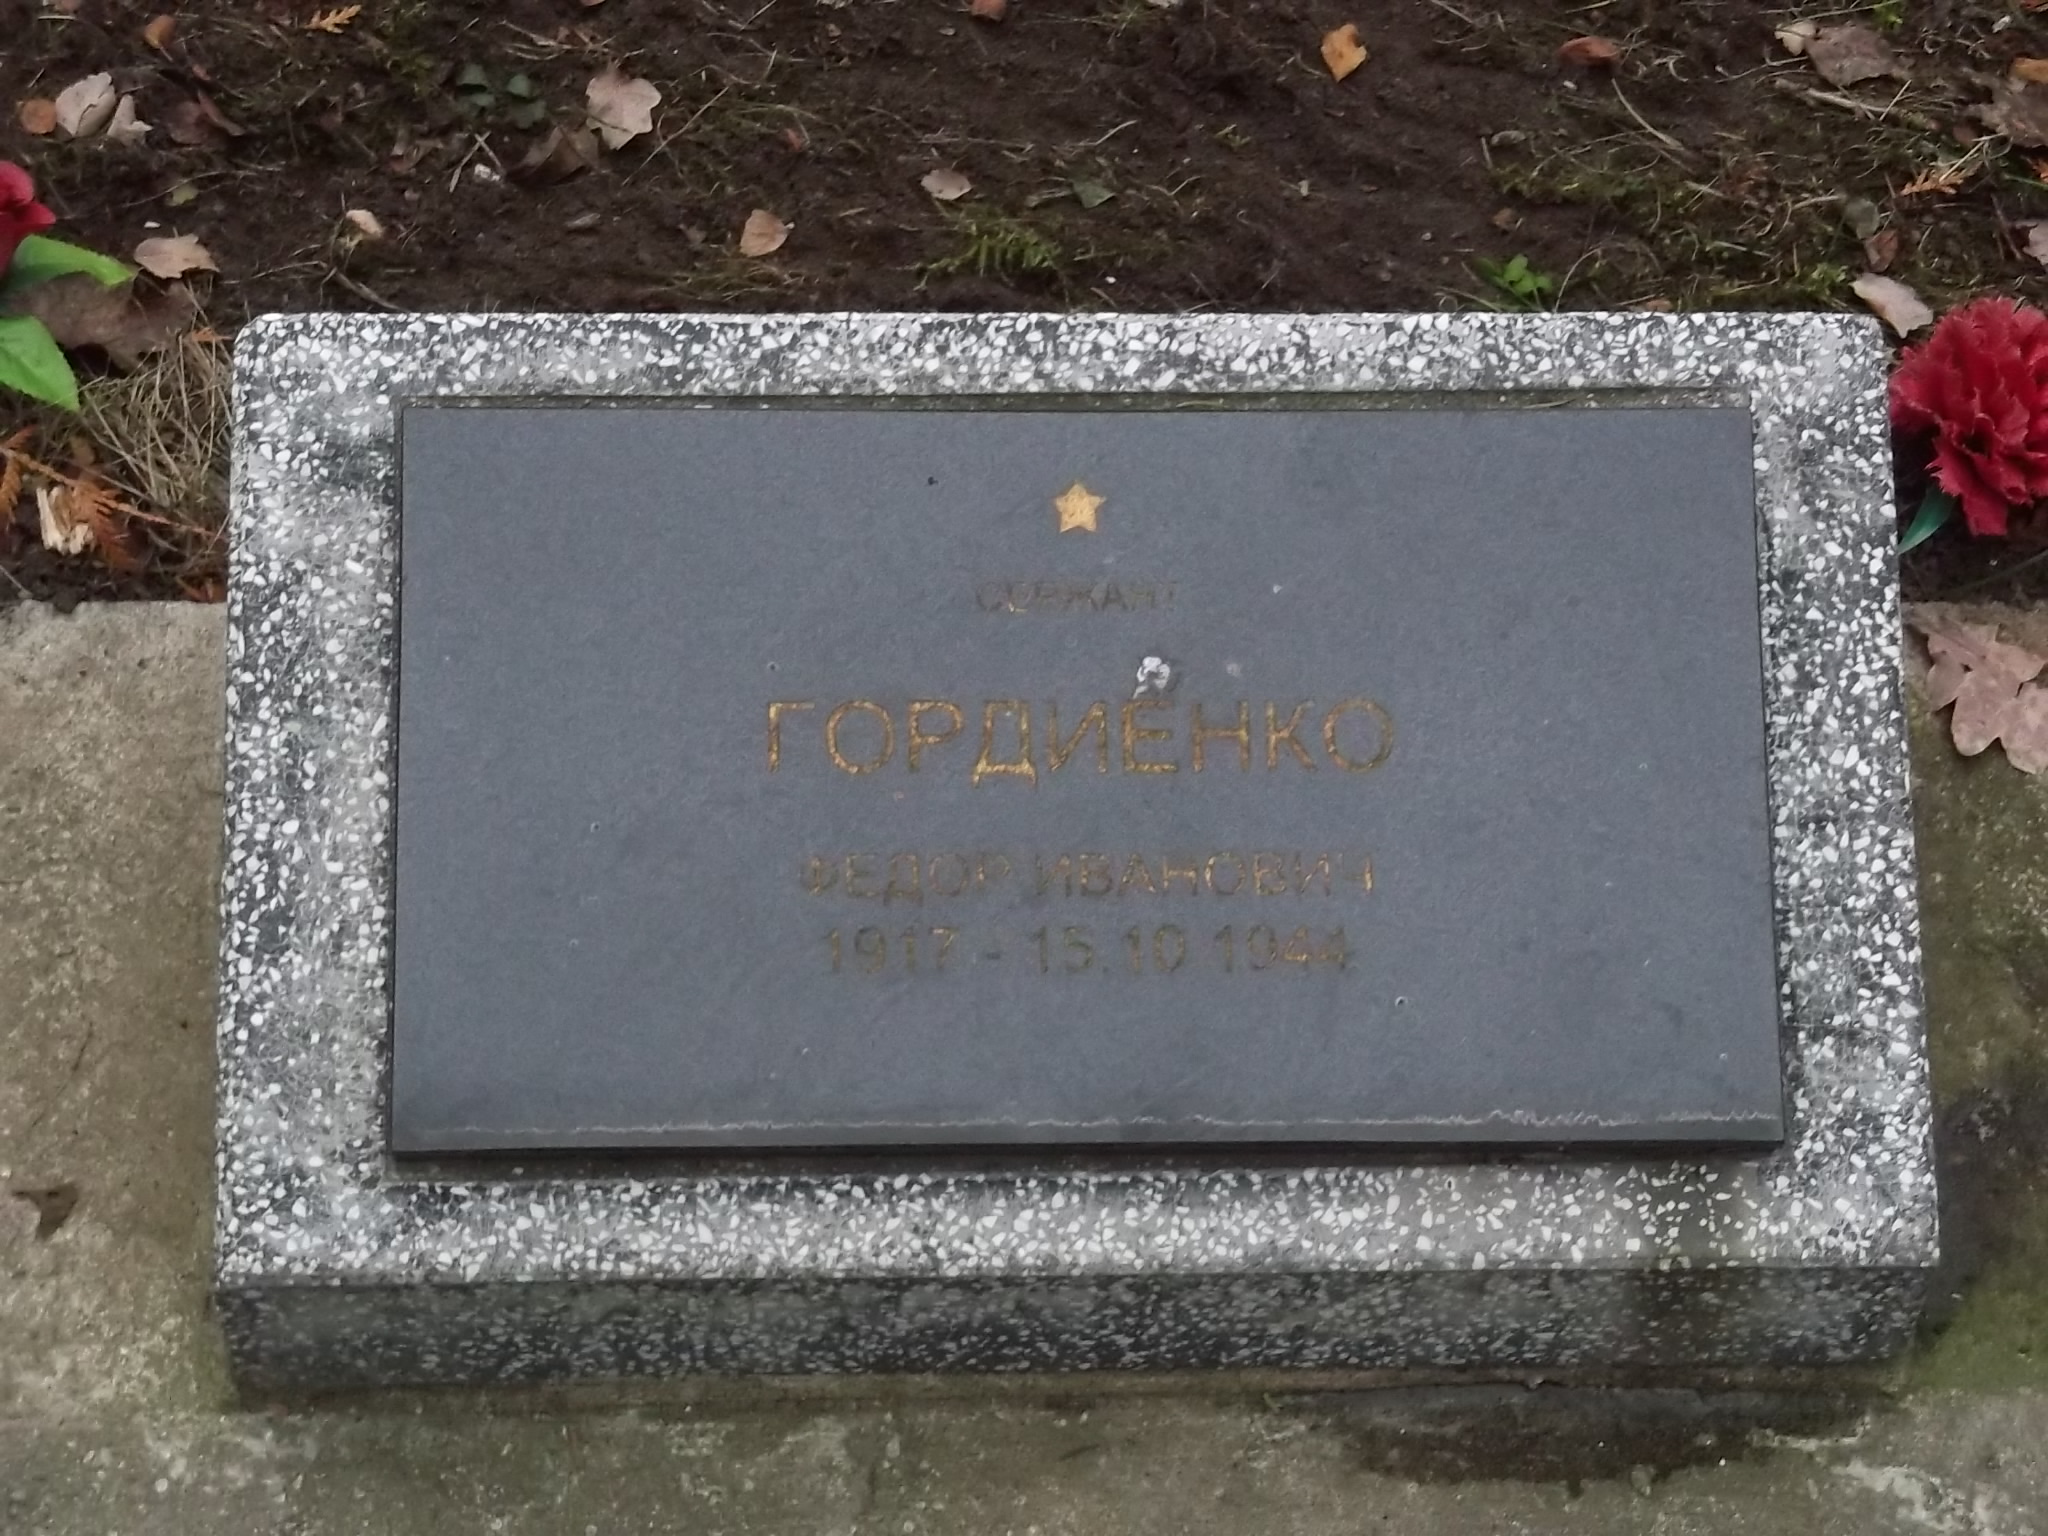 СЕРЖАНТ
ГОРДИЕНКО
ФЕДОР ИВАНОВИЧ
1917 - 15.10 1944